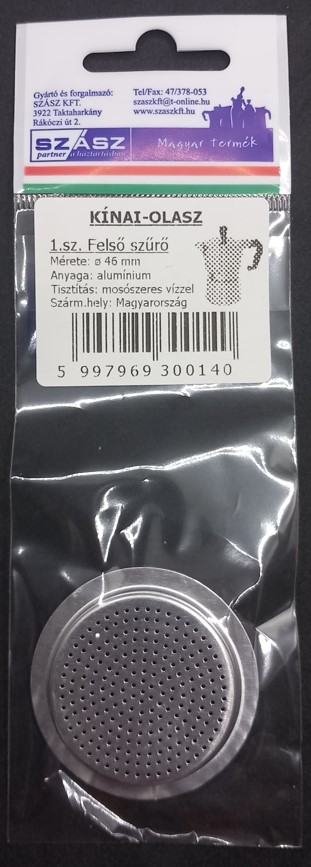 Gyártó és forgalmazó:
SZÁSZ KFT.
3922 Taktaharkány
Rákóczi út 2.
Tel/Fax: 47/378-053
szaszkft@t-online.hu
www.szaszkft.hu
SZÁSZ
partner a háztartásban
Magyar termék
KÍNAI-OLASZ
1.sz. Felső szűrő
Mérete: ø 46 mm
Anyaga: alumínium
Tisztítás: mosószeres vízzel
Szárm.hely: Magyarország
5 997969 300140